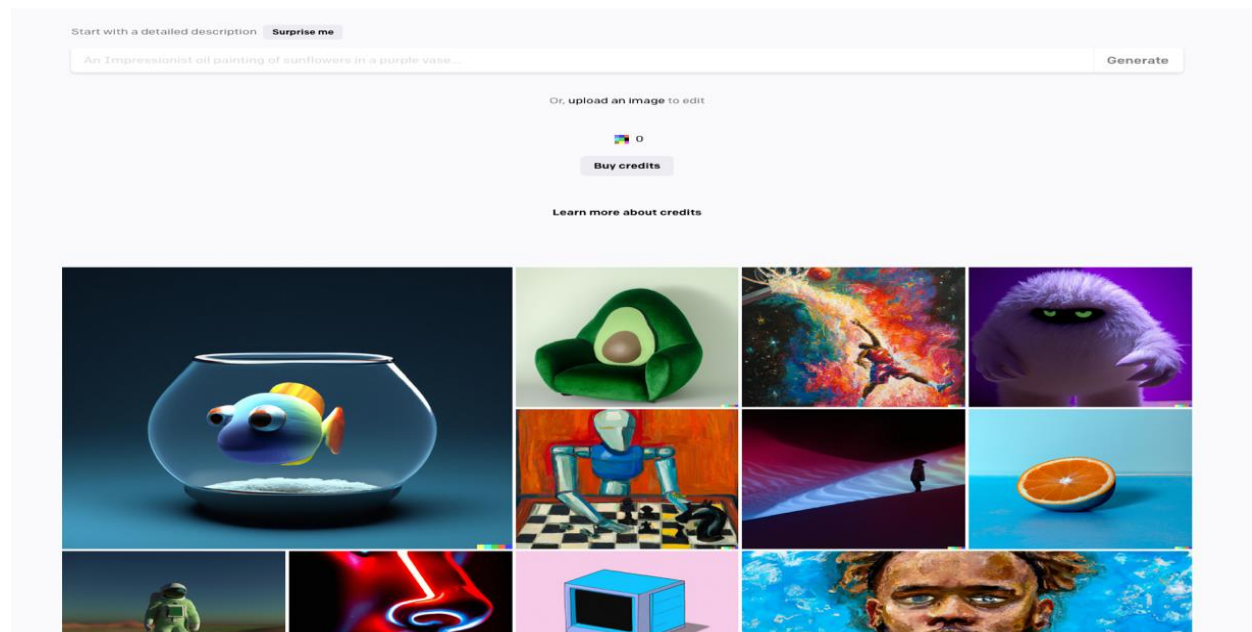 Start with a detailed description Surprise me
An Impressionist oil painting of sunflowers in a purple vase... Generate
Or, upload an image to edit
0
Buy credits
Learn more about credits